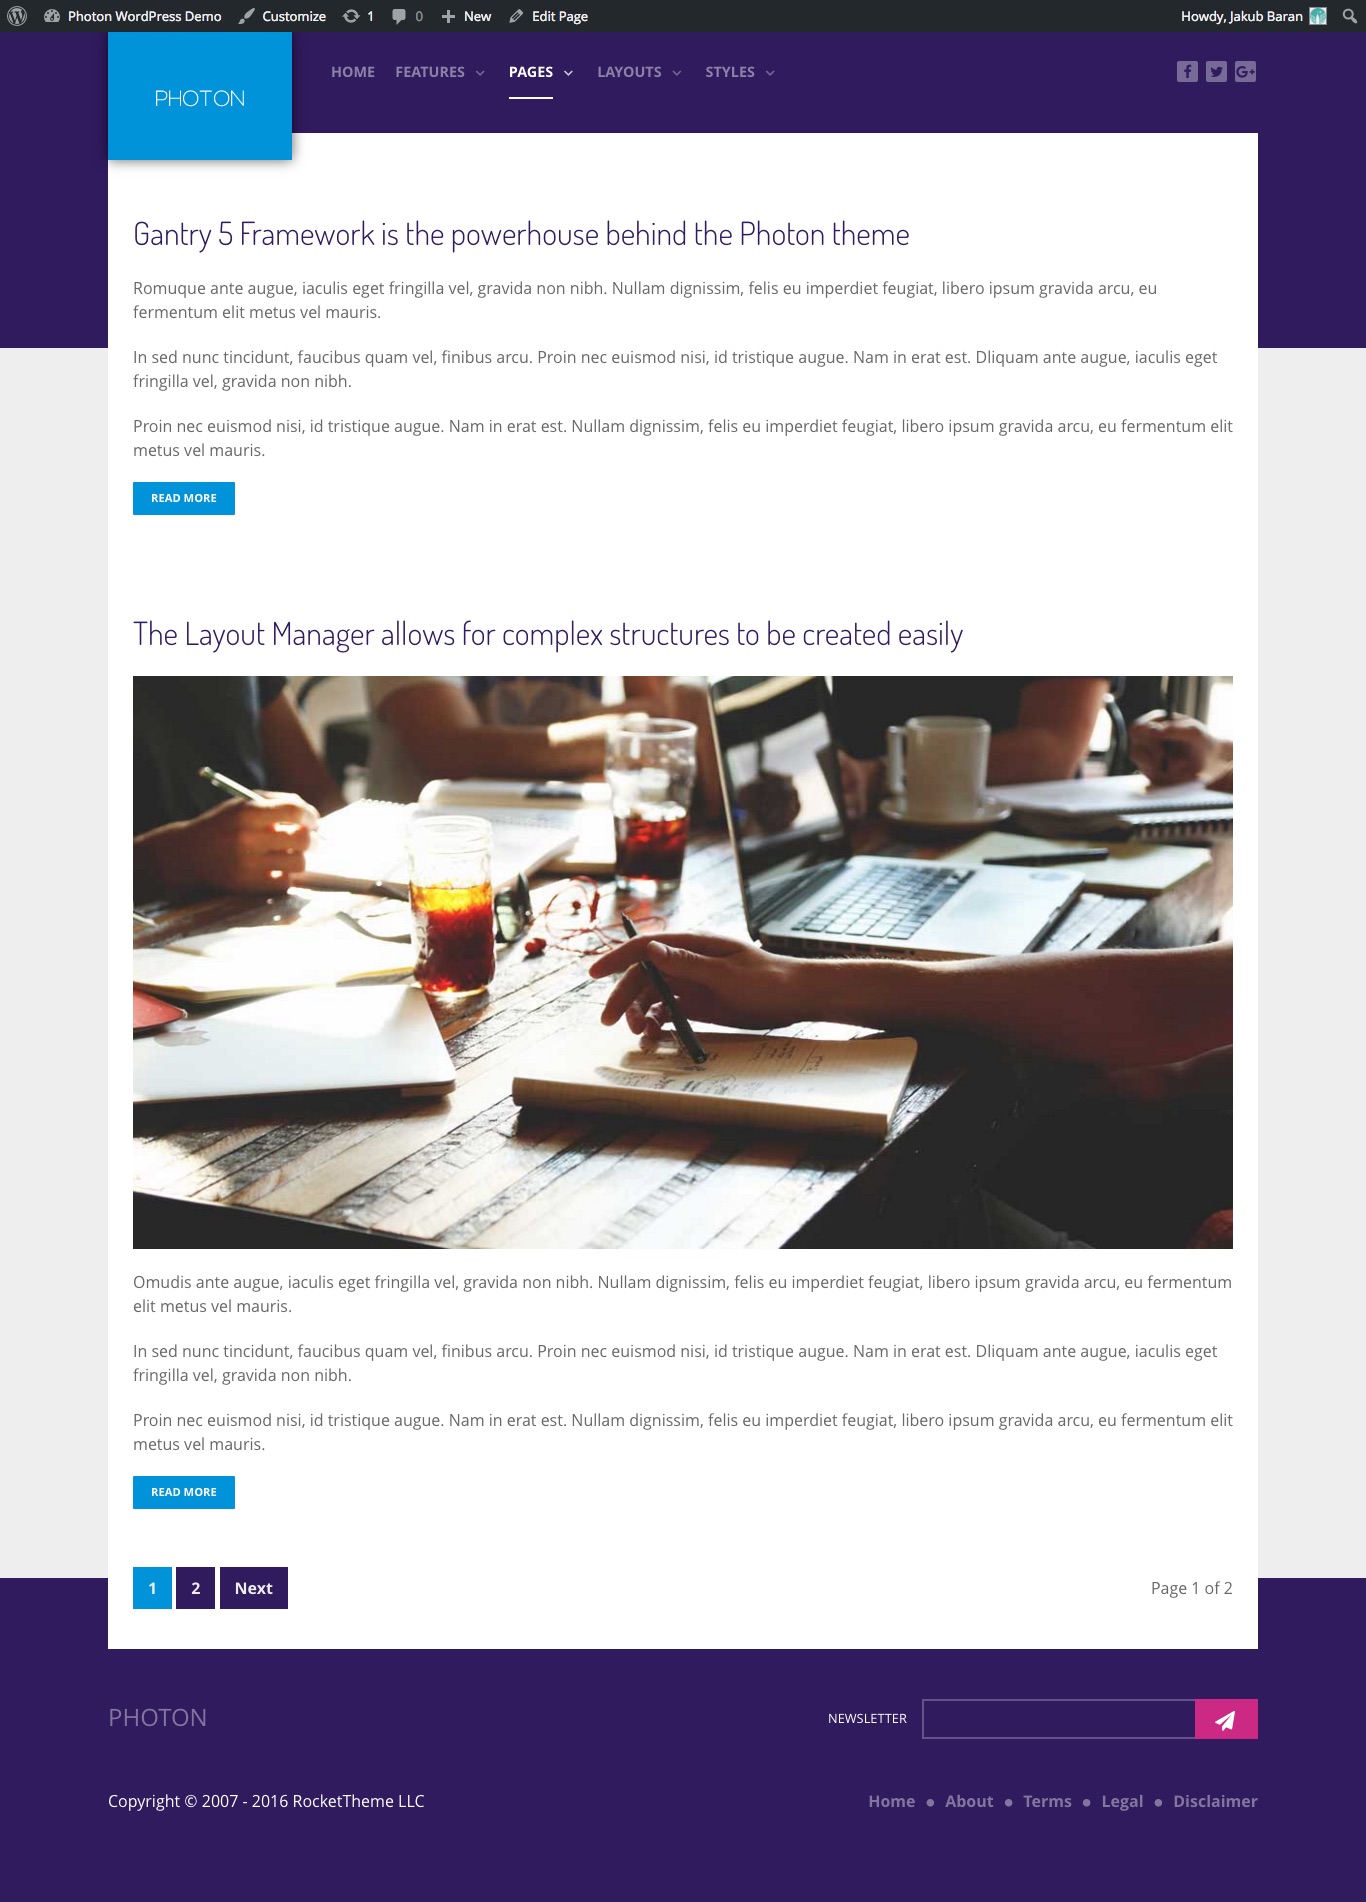 Photon WordPress Demo Customize 1 0 New Edit Page Howdy, Jakub Baran
PHOTON
HOME FEATURES PAGES LAYOUTS STYLES
Gantry 5 Framework is the powerhouse behind the Photon theme
Romuque ante augue, iaculis eget fringilla vel, gravida non nibh. Nullam dignissim, felis eu imperdiet feugiat, libero ipsum gravida arcu, eu
fermentum elit metus vel mauris.
In sed nunc tincidunt, faucibus quam vel, finibus arcu. Proin nec euismod nisi, id tristique augue. Nam in erat est. Dliquam ante augue, iaculis eget
fringilla vel, gravida non nibh.
Proin nec euismod nisi, id tristique augue. Nam in erat est. Nullam dignissim, felis eu imperdiet feugiat, libero ipsum gravida arcu, eu fermentum elit
metus vel mauris.
READ MORE
The Layout Manager allows for complex structures to be created easily
Omudis ante augue, iaculis eget fringilla vel, gravida non nibh. Nullam dignissim, felis eu imperdiet feugiat, libero ipsum gravida arcu, eu fermentum
elit metus vel mauris.
In sed nunc tincidunt, faucibus quam vel, finibus arcu. Proin nec euismod nisi, id tristique augue. Nam in erat est. Dliquam ante augue, iaculis eget
fringilla vel, gravida non nibh.
Proin nec euismod nisi, id tristique augue. Nam in erat est. Nullam dignissim, felis eu imperdiet feugiat, libero ipsum gravida arcu, eu fermentum elit
metus vel mauris.
READ MORE
1 2 Next Page 1 of 2
PHOTON NEWSLETTER
Copyright © 2007 - 2016 RocketTheme LLC Home ● About ● Terms ● Legal ● Disclaimer